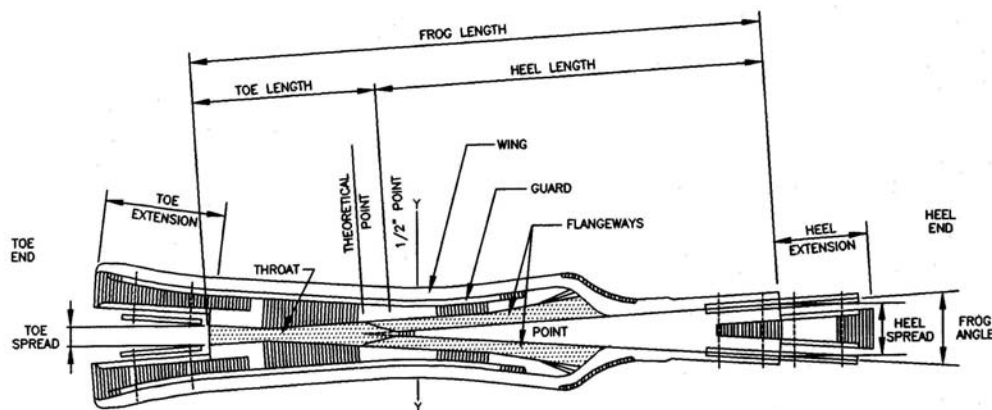 FROG LENGTH
TOE LENGTH
HEEL LENGTH
WING
GUARD
FLANGEWAYS
TOE
EXTENSION
THEORETICAL
POINT
1/2" POINT
Y
HEEL
EXTENSION
HEEL
END
TOE
END
THROAT
POINT
TOE
SPREAD
HEEL
SPREAD
FROG
ANGLE
Y